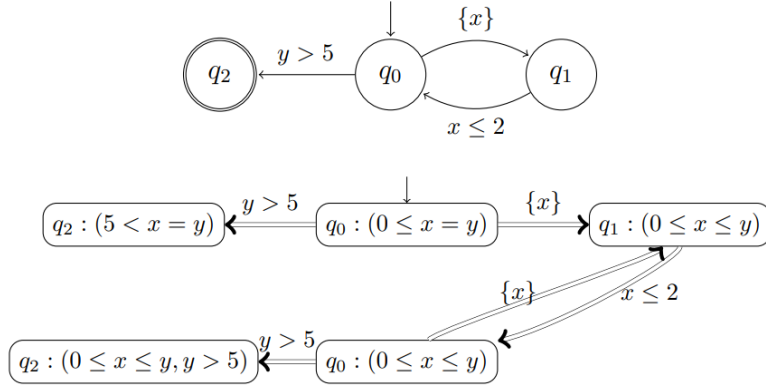 {x}
y > 5
q₂
q₀
q₁
x ≤ 2
y > 5
{x}
q₂ : (5 < x = y)
q₀ : (0 ≤ x = y)
q₁ : (0 ≤ x ≤ y)
{x}
x ≤ 2
y > 5
q₂ : (0 ≤ x ≤ y, y > 5)
q₀ : (0 ≤ x ≤ y)